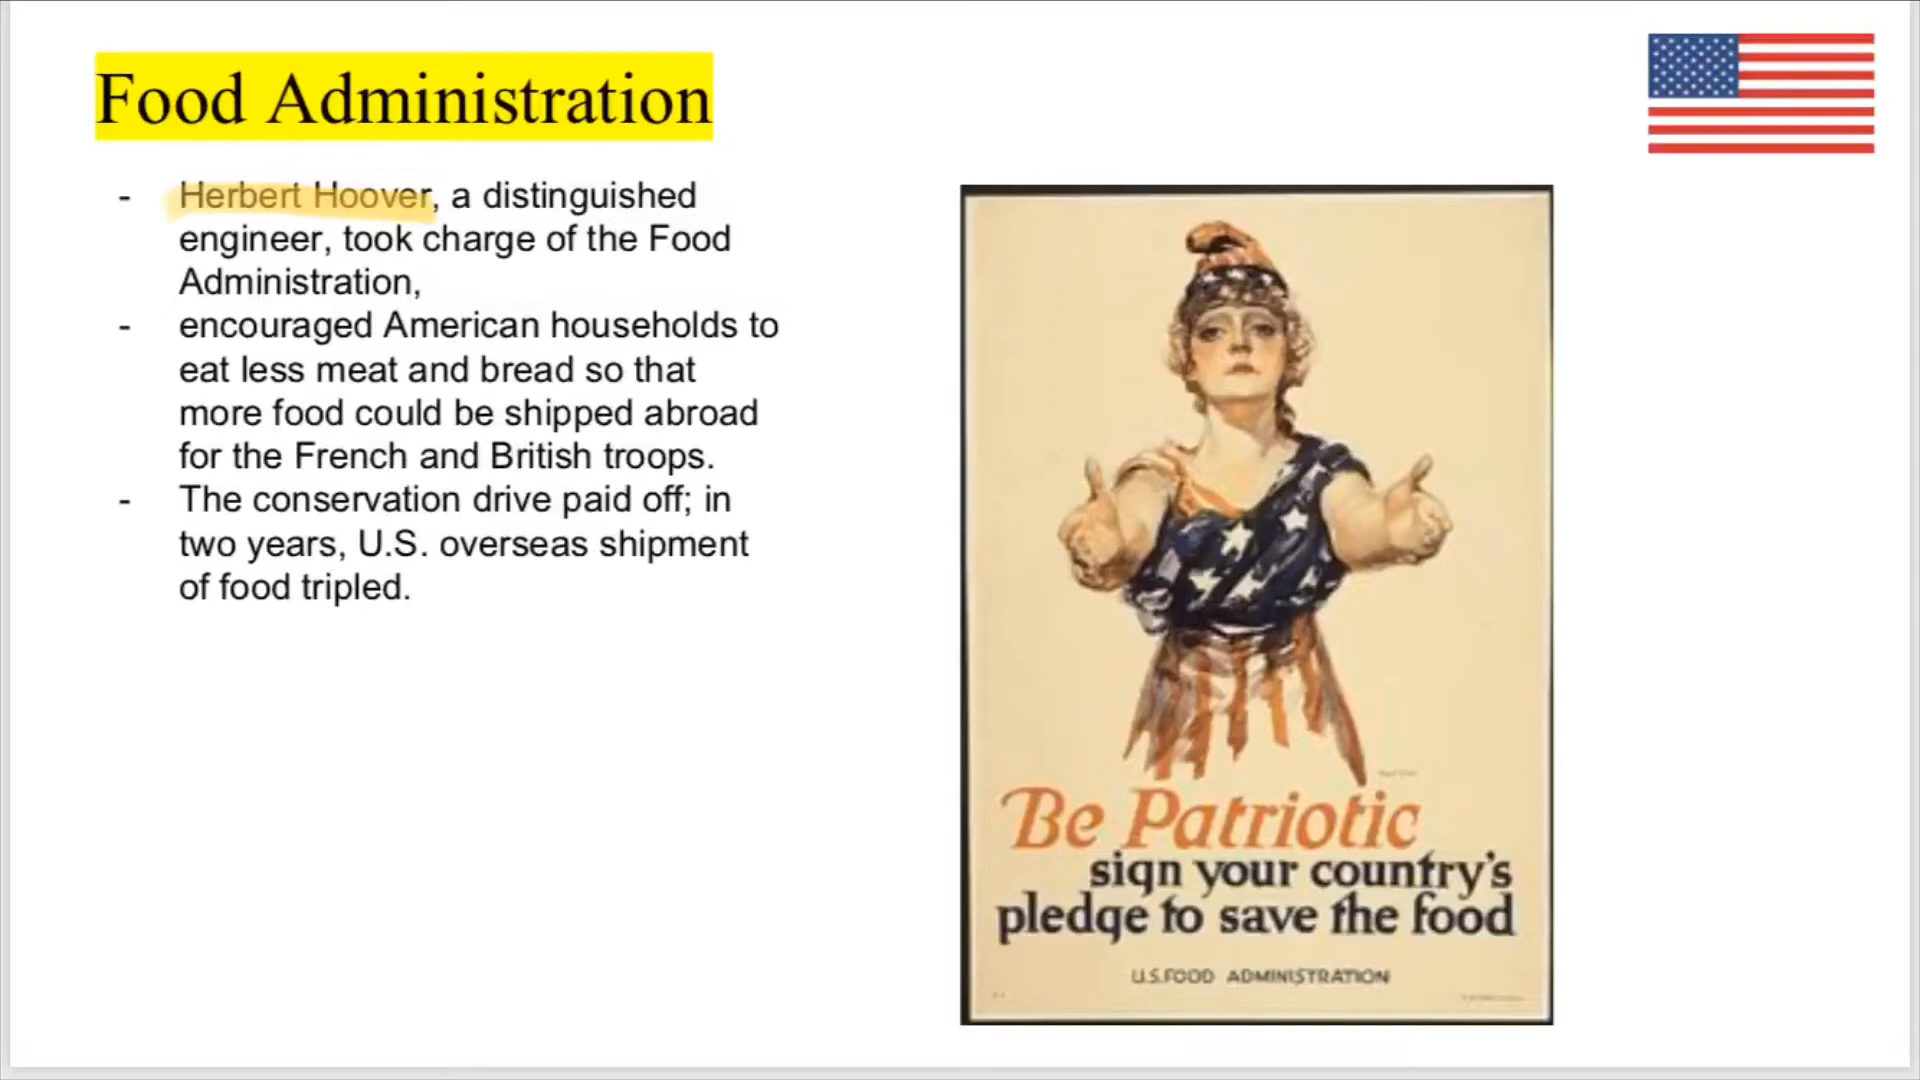 Food Administration
- Herbert Hoover, a distinguished
engineer, took charge of the Food
Administration,
- encouraged American households to
eat less meat and bread so that
more food could be shipped abroad
for the French and British troops.
- The conservation drive paid off; in
two years, U.S. overseas shipment
of food tripled.
Be Patriotic
sign your country's
pledge to save the food
U.S. FOOD ADMINISTRATION